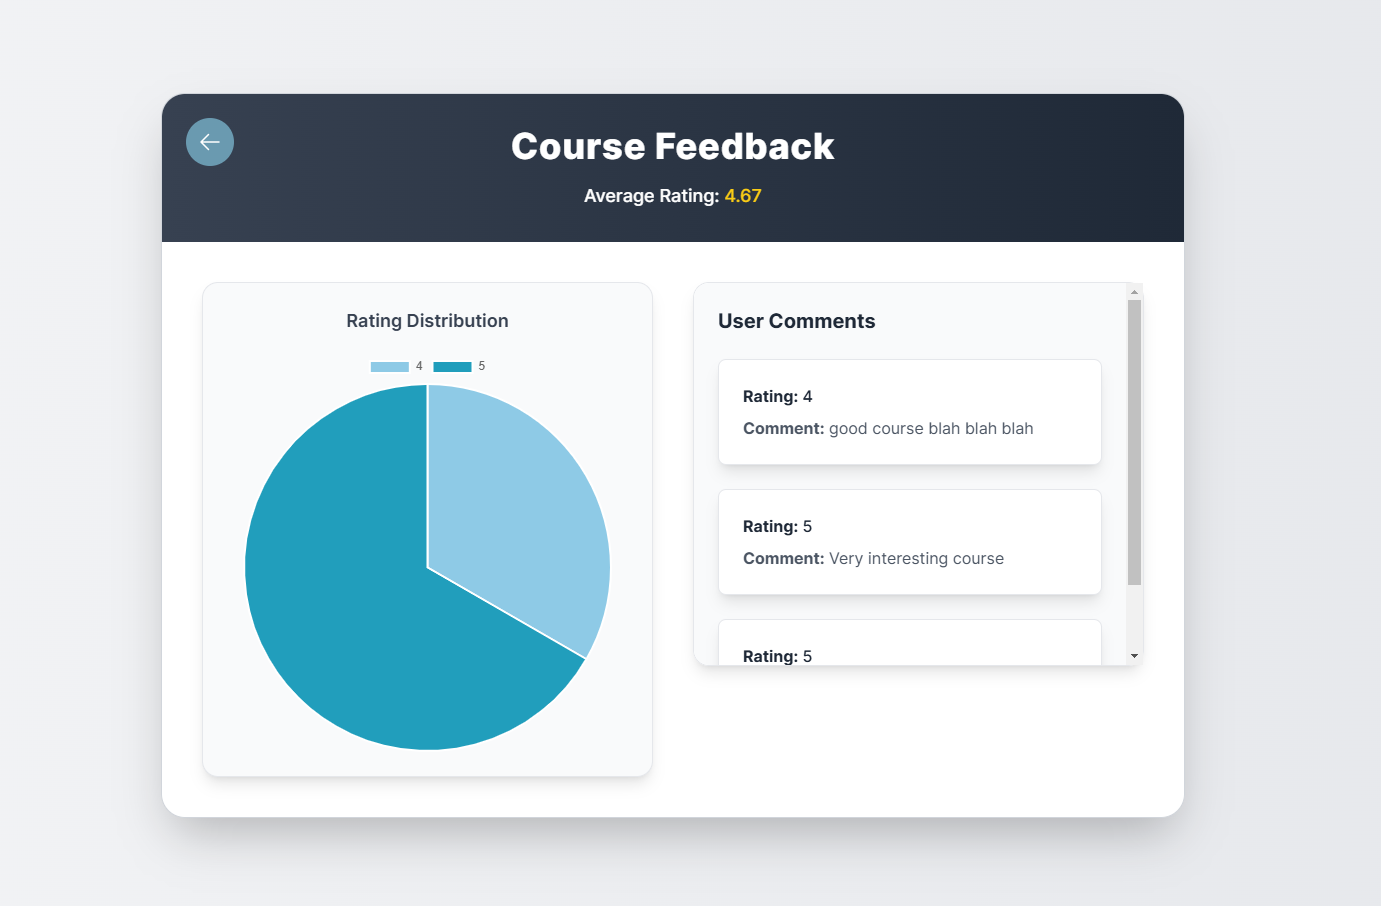 Course Feedback
Average Rating: 4.67
Rating Distribution
4 5
User Comments
Rating: 4
Comment: good course blah blah blah
Rating: 5
Comment: Very interesting course
Rating: 5